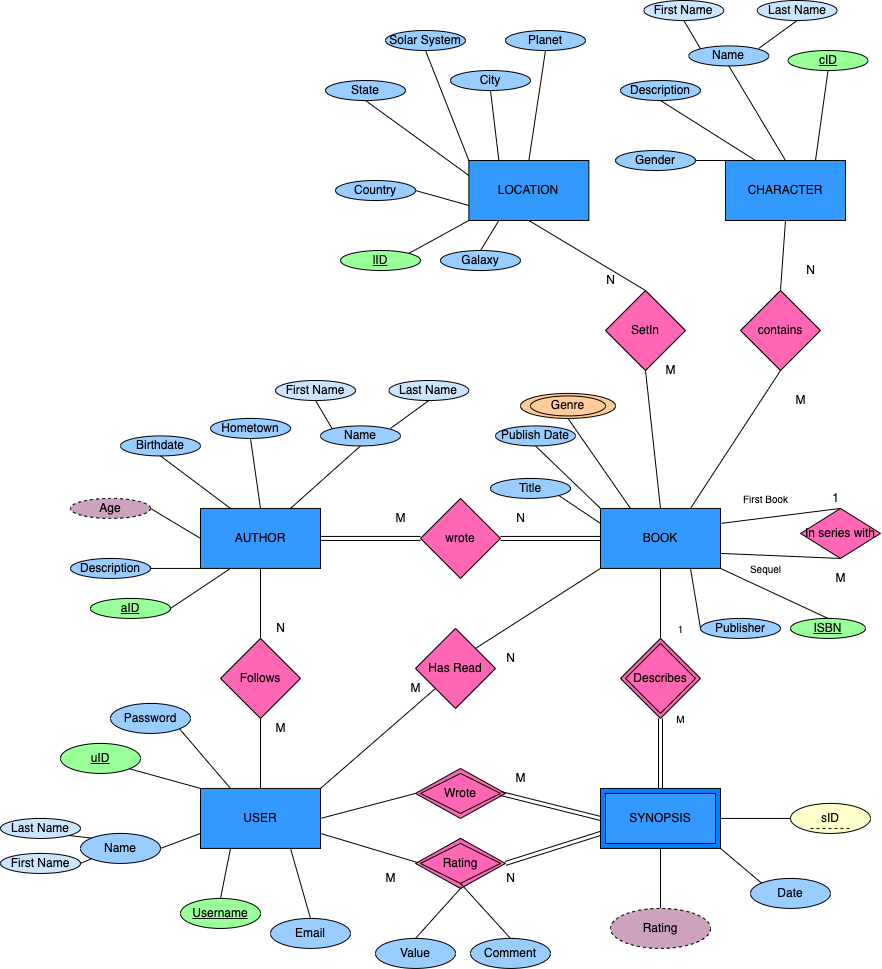 First Name
Last Name
Solar System
Planet
Name
cID
City
State
Description
Gender
Country
LOCATION
CHARACTER
lID
Galaxy
N
N
SetIn
contains
M
First Name
Last Name
M
Genre
Hometown
Name
Publish Date
Birthdate
Title
First Book
1
Age
M
N
AUTHOR
wrote
BOOK
In series with
Description
Sequel
M
aID
N
1
Publisher
ISBN
Follows
Has Read
N
Describes
M
M
Password
M
uID
M
Wrote
Last Name
USER
SYNOPSIS
sID
Name
First Name
Rating
M
N
Date
Username
Email
Rating
Value
Comment